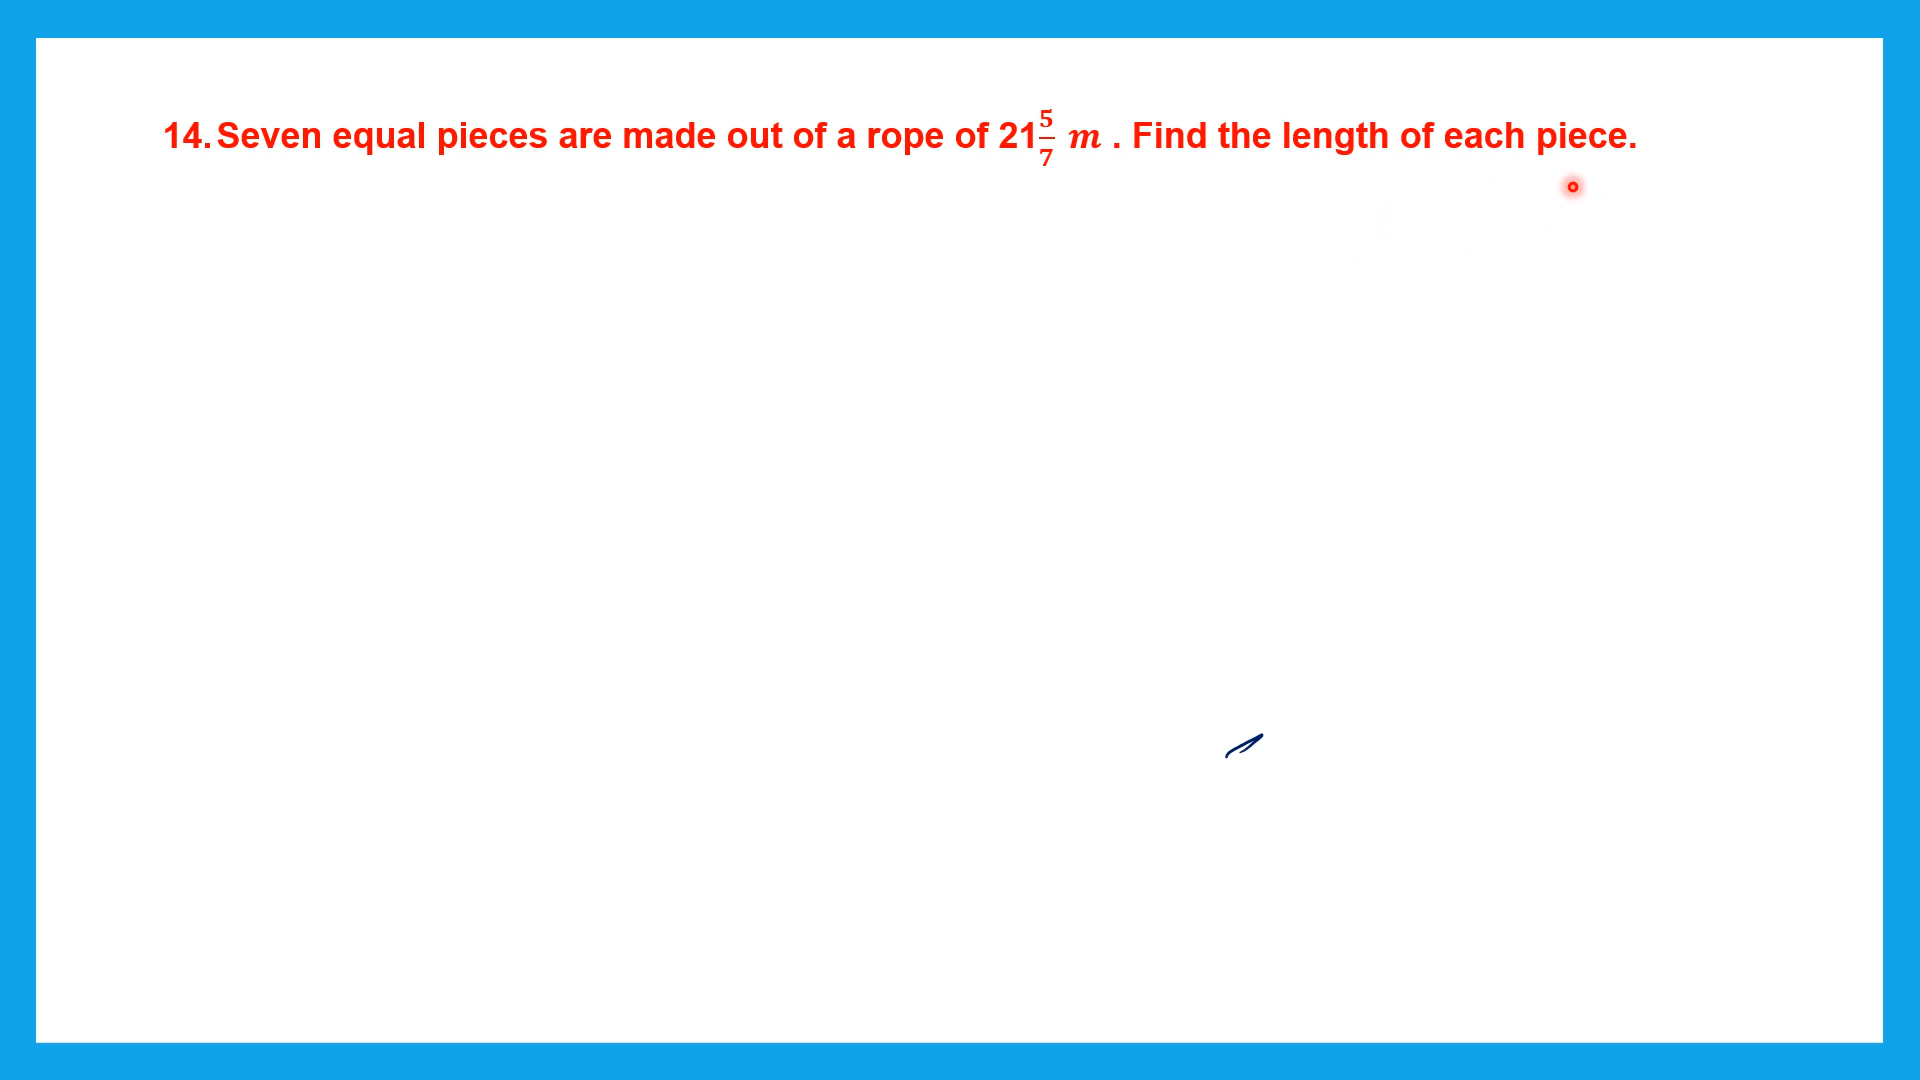 14. Seven equal pieces are made out of a rope of 21 5/7 m . Find the length of each piece.